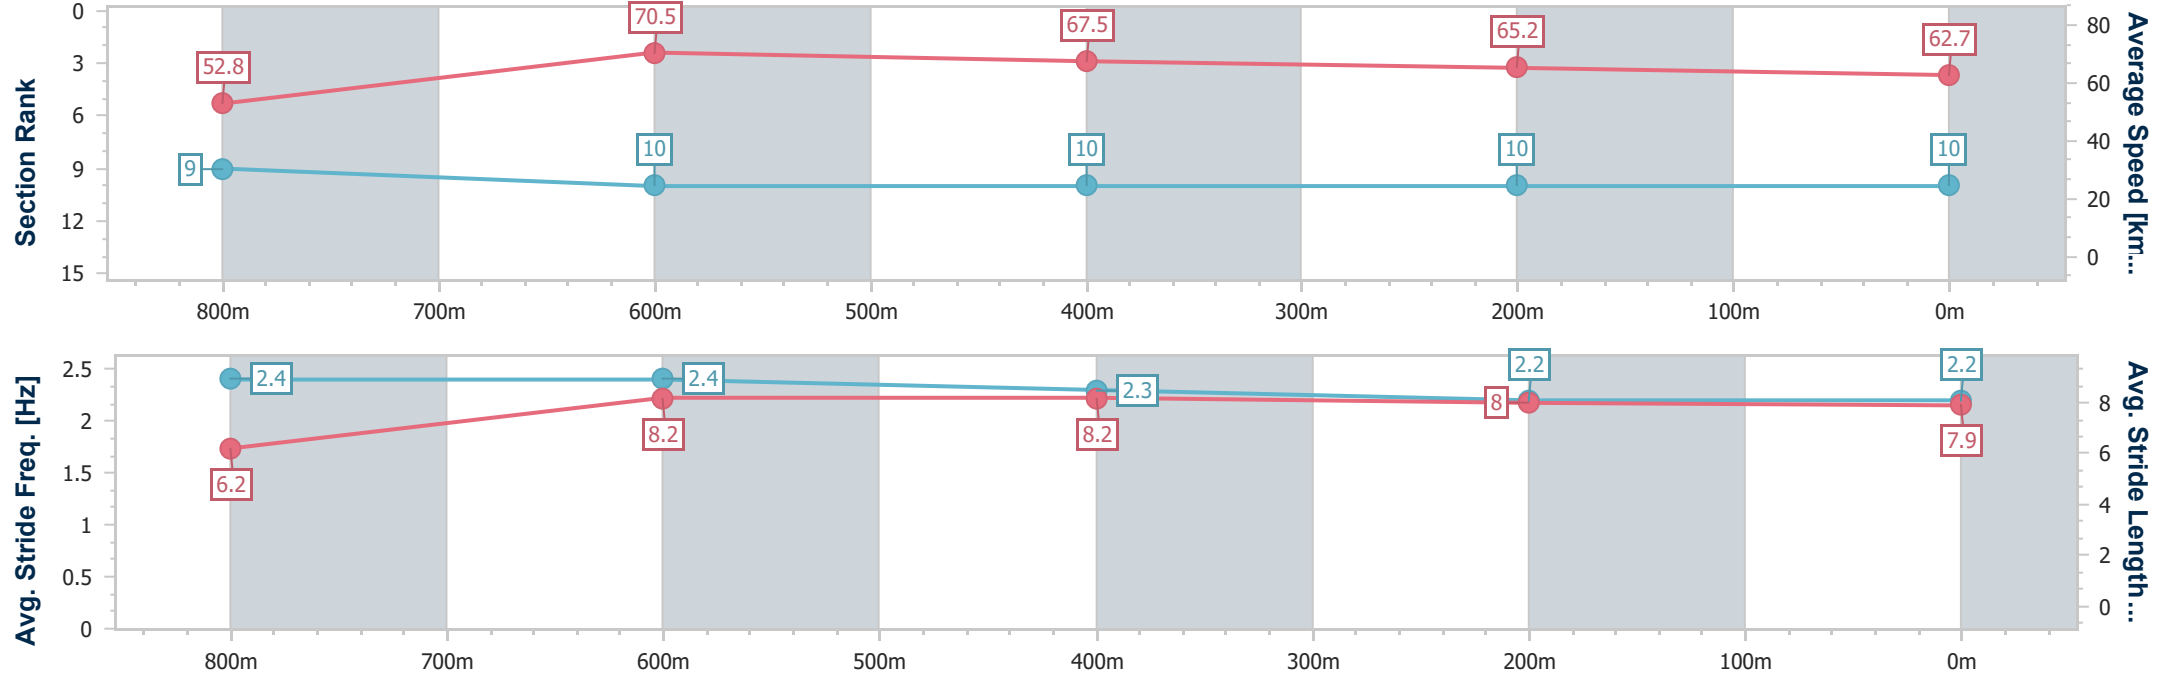 Section Rank
0
3
6
9
12
15
52.8
70.5
67.5
65.2
62.7
9
10
10
10
10
80
60
40
20
0
Average Speed [km...
800m
700m
600m
500m
400m
300m
200m
100m
0m
Avg. Stride Freq. [Hz]
2.5
2
1.5
1
0.5
0
2.4
2.4
2.3
2.2
2.2
6.2
8.2
8.2
8
7.9
8
6
4
2
0
Avg. Stride Length...
800m
700m
600m
500m
400m
300m
200m
100m
0m